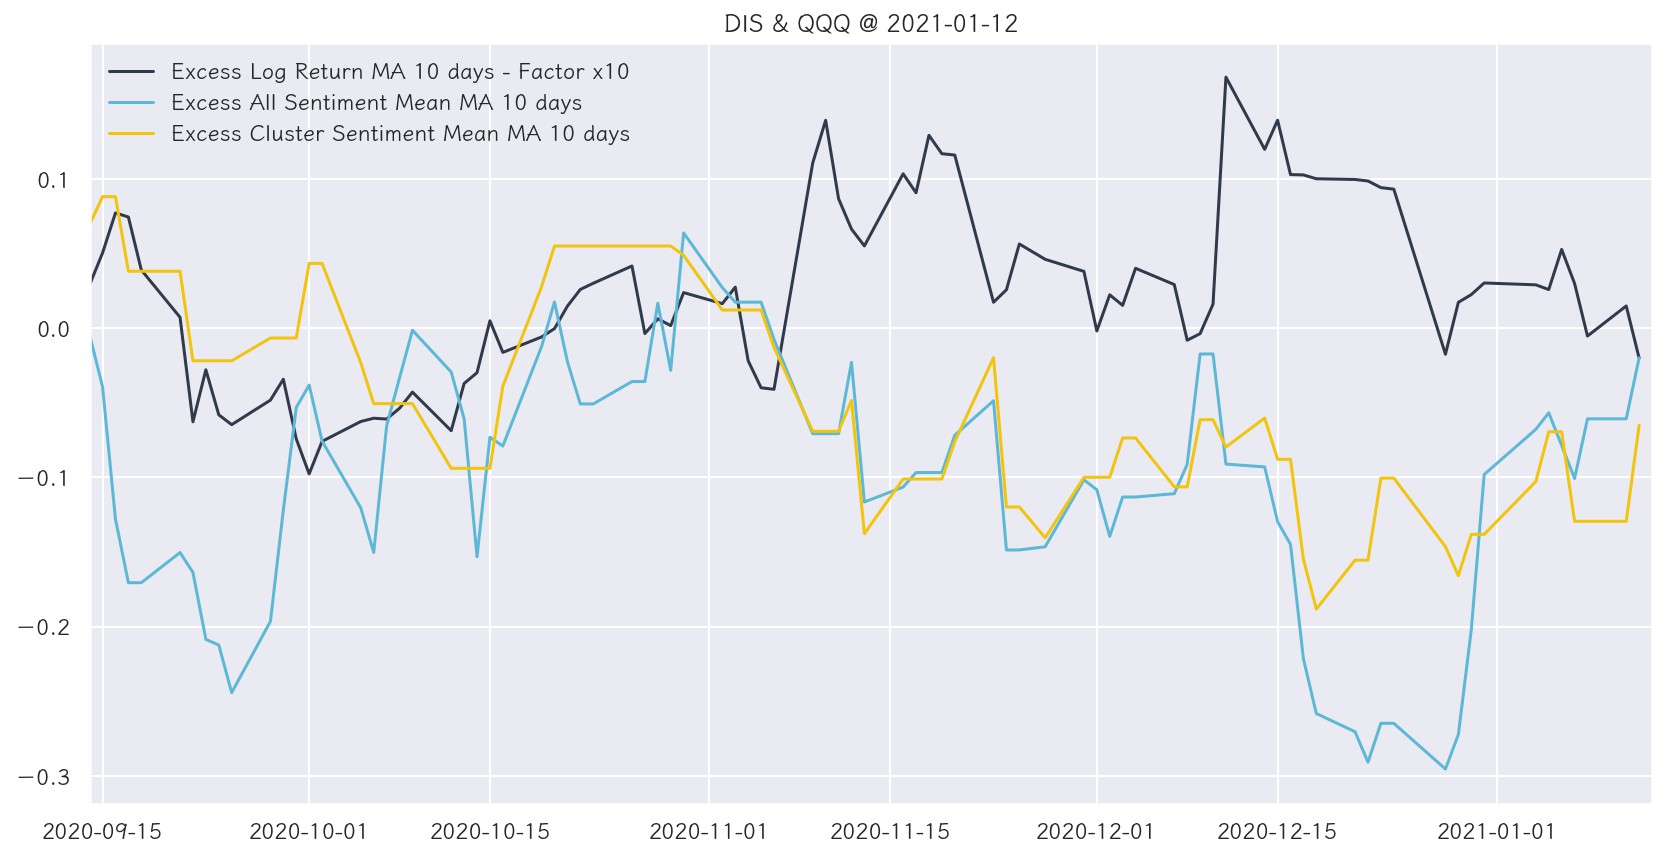 DIS & QQQ @ 2021-01-12
Excess Log Return MA 10 days - Factor x10
Excess All Sentiment Mean MA 10 days
Excess Cluster Sentiment Mean MA 10 days
0.1
0.0
−0.1
−0.2
−0.3
2020-09-15 2020-10-01 2020-10-15 2020-11-01 2020-11-15 2020-12-01 2020-12-15 2021-01-01